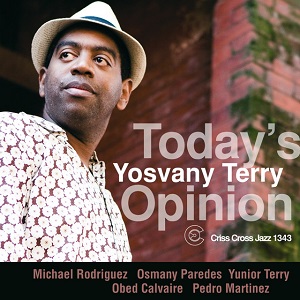 Today's
Yosvany Terry
Opinion
Criss Cross Jazz 1343
Michael Rodriguez Osmany Paredes Yunior Terry
Obed Calvaire Pedro Martinez